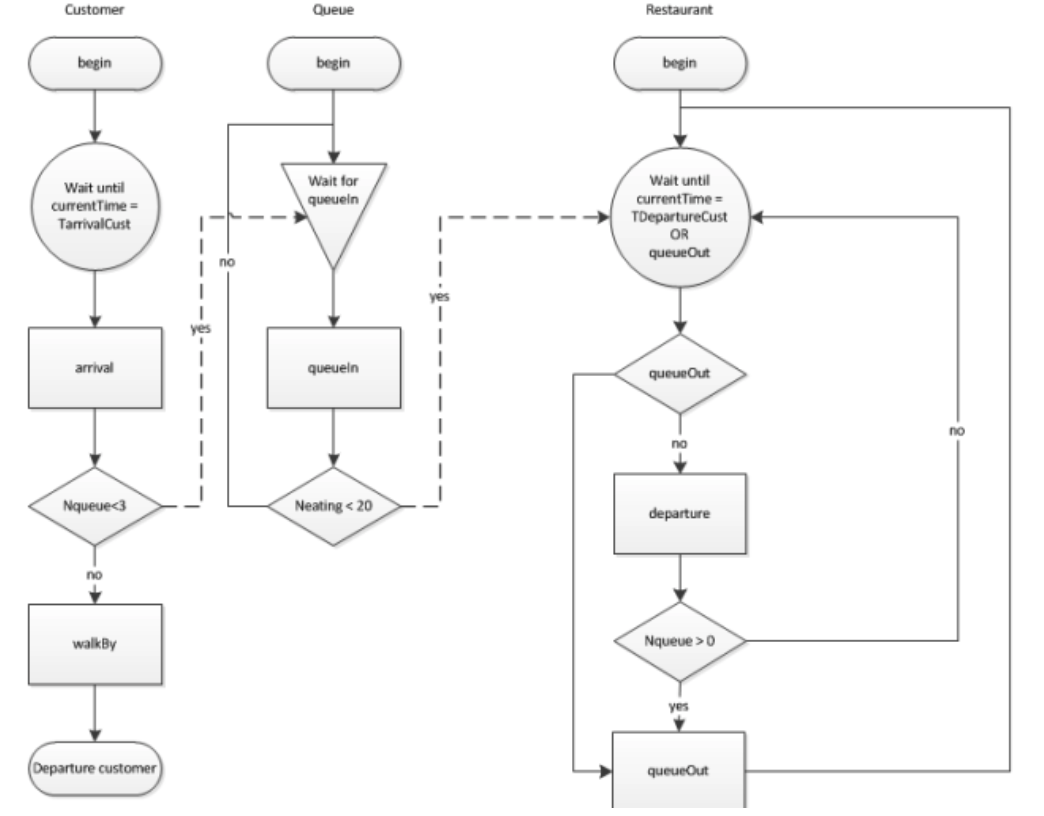 Customer
Queue
Restaurant
begin
begin
begin
Wait until
currentTime =
TarrivalCust
Wait for
queueIn
Wait until
currentTime =
TDepartureCust
OR
queueOut
no
yes
yes
arrival
queueIn
queueOut
no
no
Nqueue<3
Neating < 20
departure
no
walkBy
Nqueue > 0
yes
Departure customer
queueOut